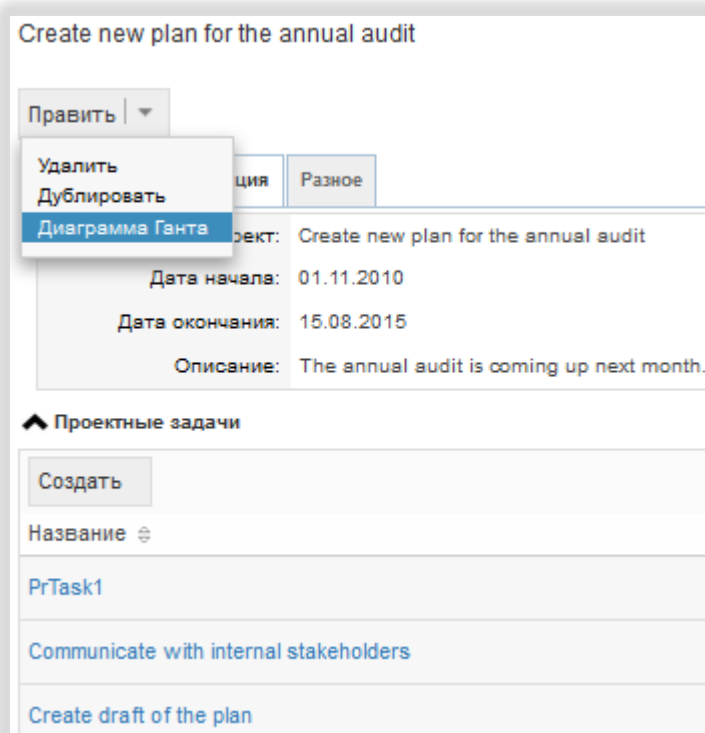 Create new plan for the annual audit
Править
Удалить
Дублировать
Диаграмма Ганта
ция Разное
ект: Create new plan for the annual audit
Дата начала: 01.11.2010
Дата окончания: 15.08.2015
Описание: The annual audit is coming up next month.
Проектные задачи
Создать
Название
PrTask1
Communicate with internal stakeholders
Create draft of the plan